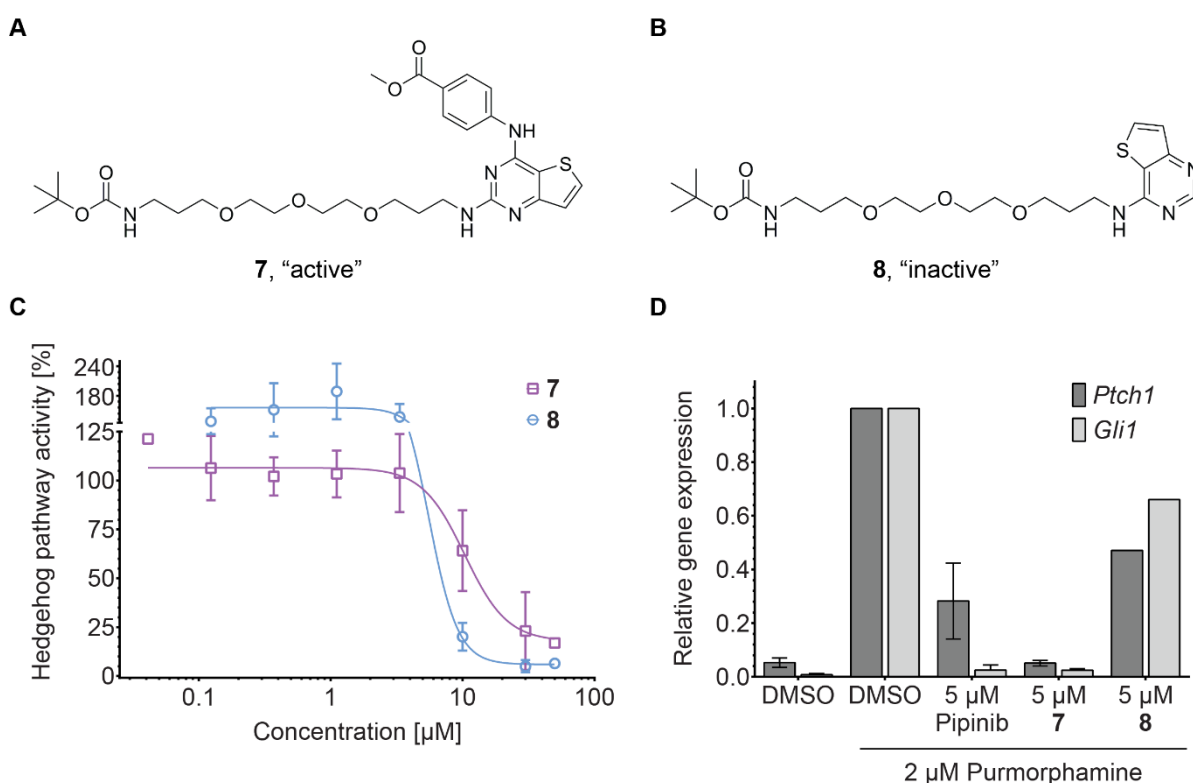 A
B
O
O
NH
N
S
N
N
H
O
O
O
N
H
O
O
7, “active”
S
N
N
N
H
O
O
O
N
H
O
O
8, “inactive”
C
Hedgehog pathway activity [%]
240
180
125
100
75
50
25
0
0.1
1
10
100
Concentration [µM]
7
8
D
Relative gene expression
1.0
0.8
0.6
0.4
0.2
0.0
Ptch1
Gli1
DMSO
DMSO
5 µM
Pipinib
5 µM
7
5 µM
8
2 µM Purmorphamine